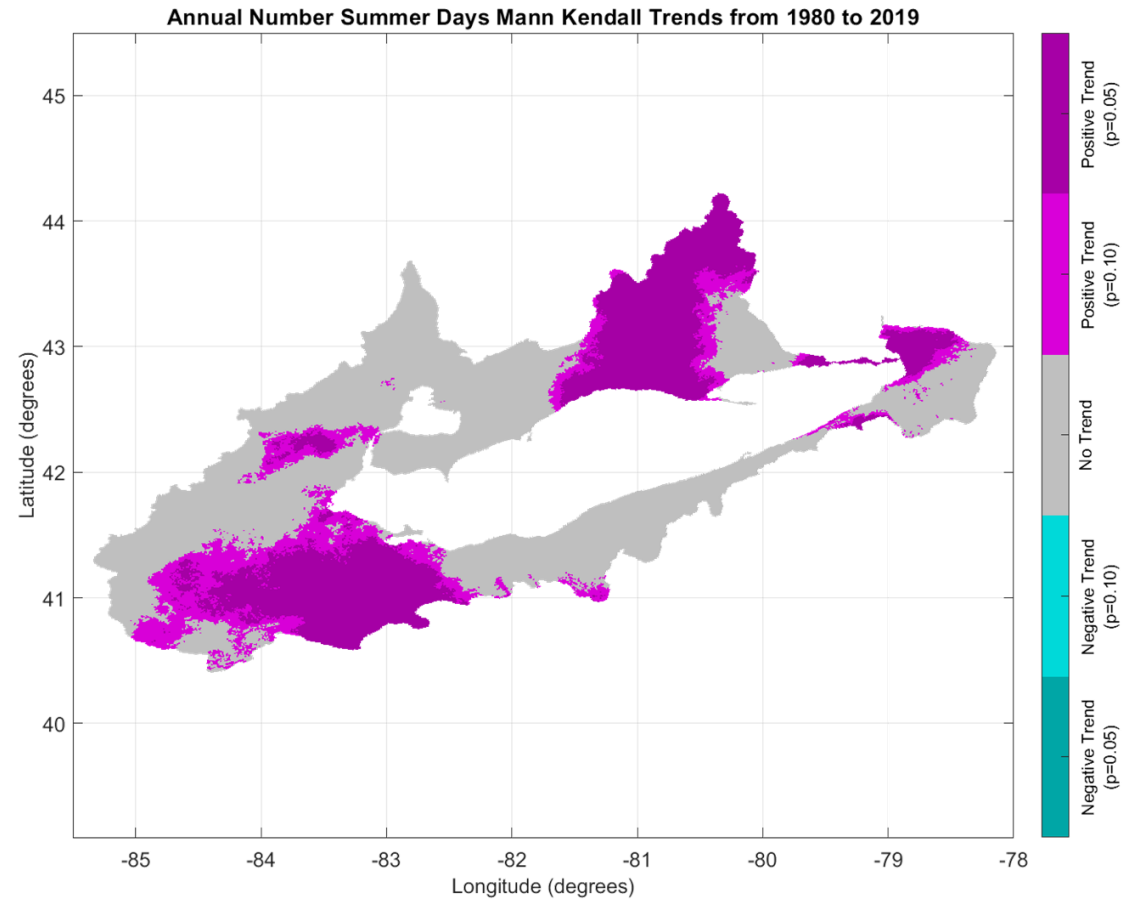 Annual Number Summer Days Mann Kendall Trends from 1980 to 2019
Latitude (degrees)
45
44
43
42
41
40
-85
-84
-83
-82
-81
-80
-79
-78
Longitude (degrees)
Positive Trend
(p=0.05)
Positive Trend
(p=0.10)
No Trend
Negative Trend
(p=0.10)
Negative Trend
(p=0.05)